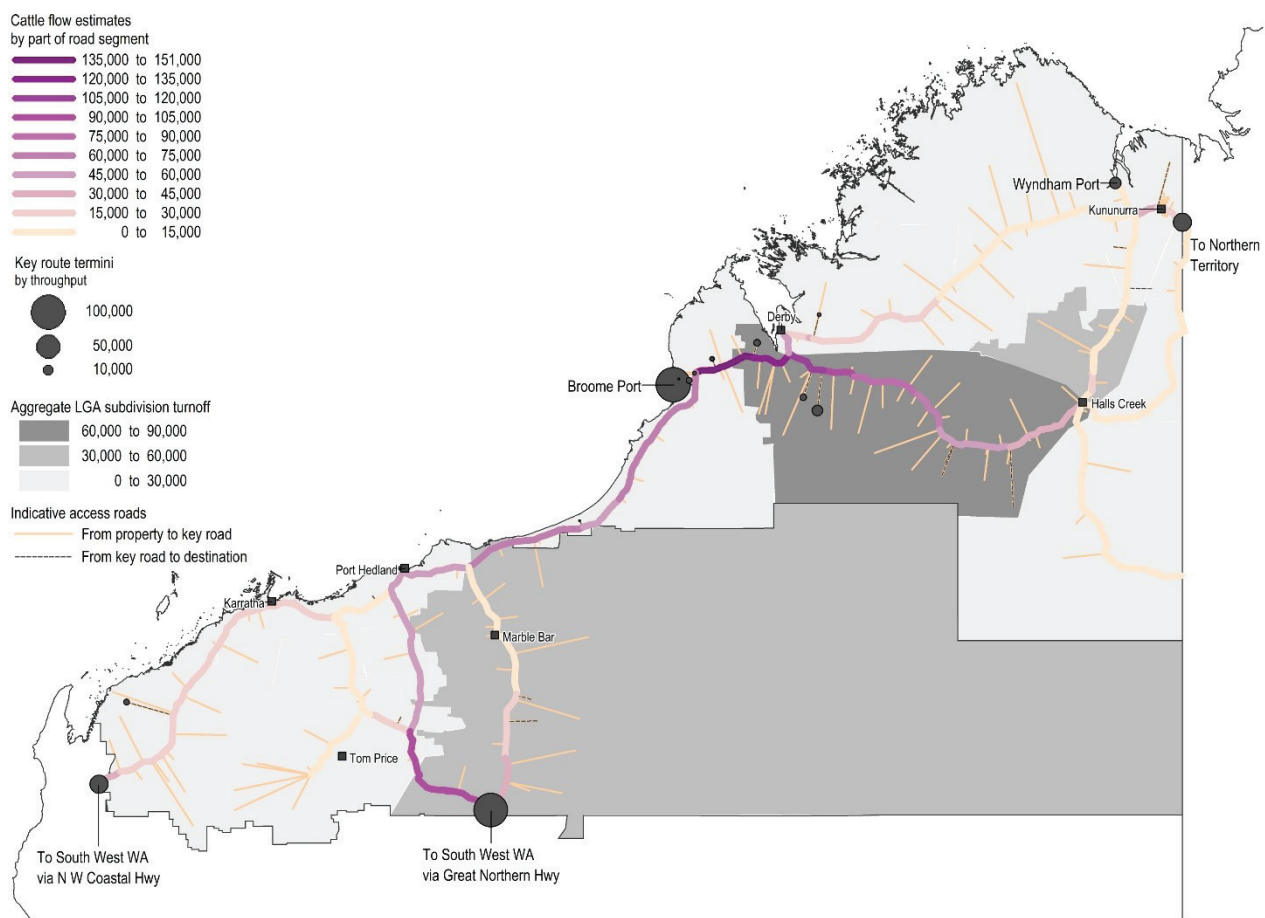 Cattle flow estimates
by part of road segment
135,000 to 151,000
120,000 to 135,000
105,000 to 120,000
90,000 to 105,000
75,000 to 90,000
60,000 to 75,000
45,000 to 60,000
30,000 to 45,000
15,000 to 30,000
0 to 15,000
Key route termini
by throughput
100,000
50,000
10,000
Aggregate LGA subdivision turnoff
60,000 to 90,000
30,000 to 60,000
0 to 30,000
Indicative access roads
From property to key road
From key road to destination
Wyndham Port
Kununurra
To Northern
Territory
Derby
Broome Port
Halls Creek
Port Hedland
Karratha
Marble Bar
Tom Price
To South West WA
via N W Coastal Hwy
To South West WA
via Great Northern Hwy